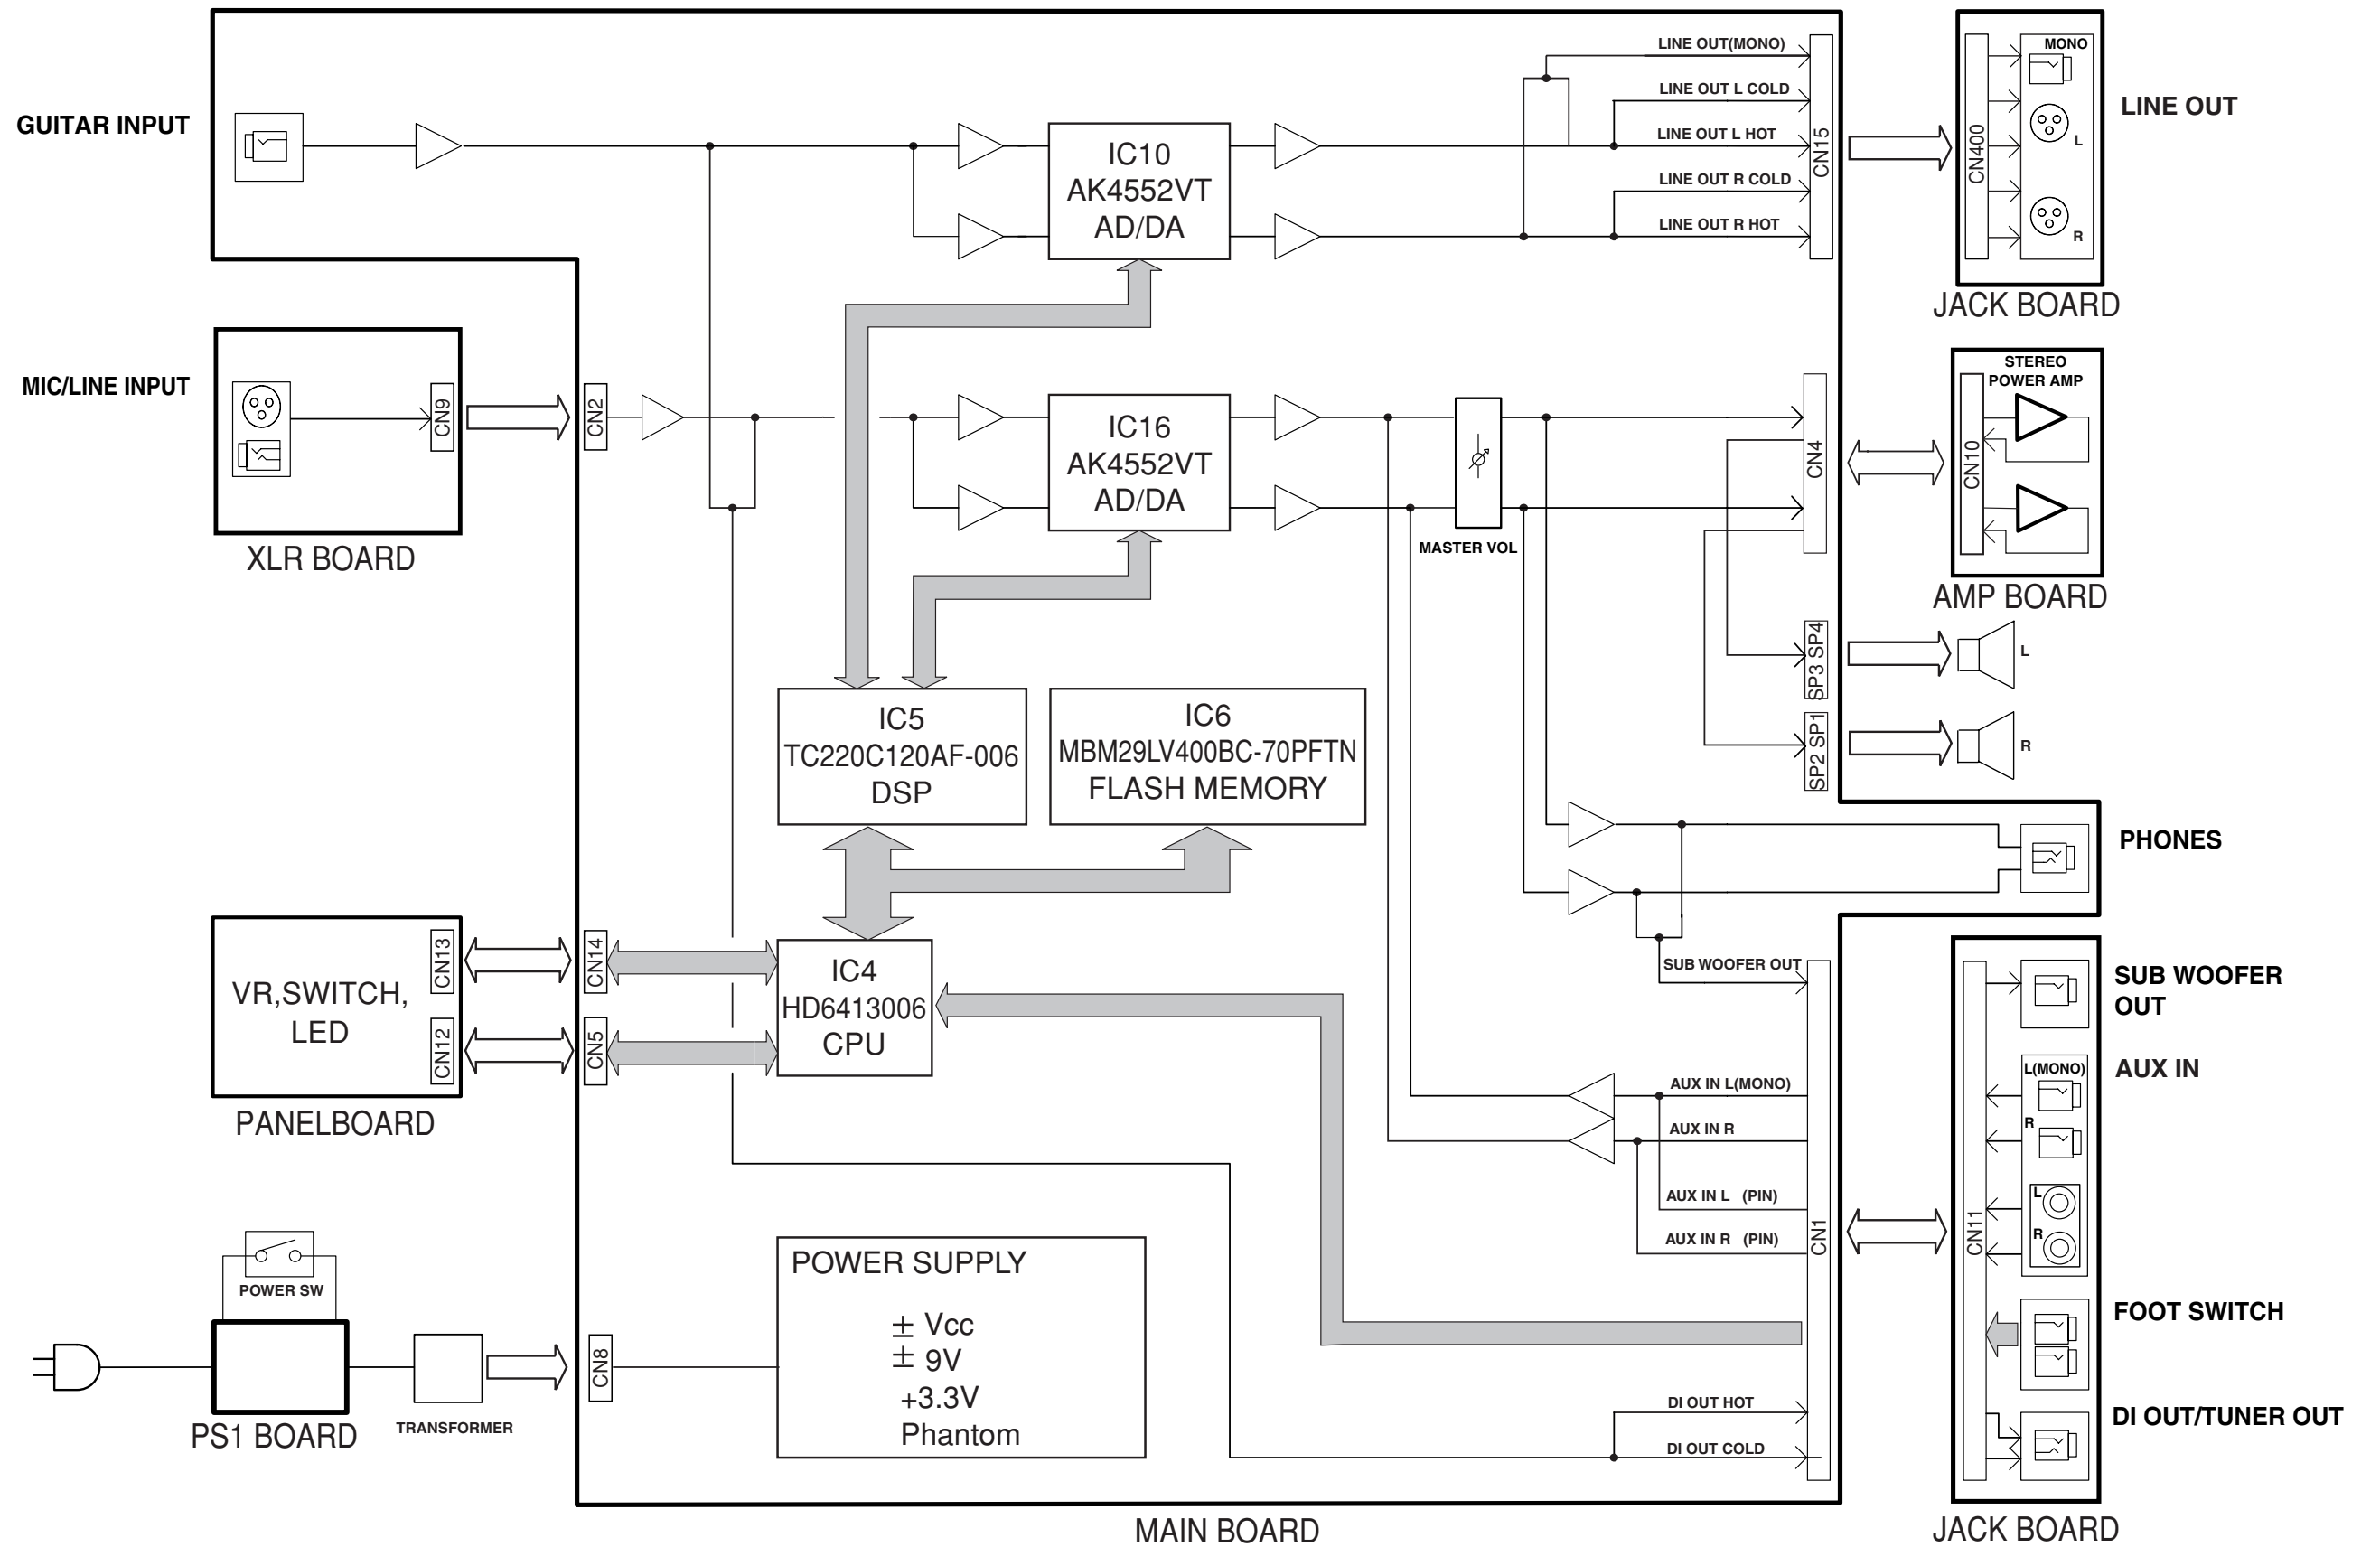 GUITAR INPUT
MIC/LINE INPUT
CN9
XLR BOARD
CN2
IC10
AK4552VT
AD/DA
IC16
AK4552VT
AD/DA
LINE OUT(MONO)
LINE OUT L COLD
LINE OUT L HOT
LINE OUT R COLD
LINE OUT R HOT
CN15
CN400
MONO
L
R
LINE OUT
JACK BOARD
MASTER VOL
CN4
STEREO
POWER AMP
CN10
AMP BOARD
SP3 SP4
L
SP2 SP1
R
IC5
TC220C120AF-006
DSP
IC6
MBM29LV400BC-70PFTN
FLASH MEMORY
PHONES
VR,SWITCH,
LED
CN13
CN12
PANELBOARD
CN14
CN5
IC4
HD6413006
CPU
SUB WOOFER OUT
AUX IN L(MONO)
AUX IN R
AUX IN L (PIN)
AUX IN R (PIN)
DI OUT HOT
DI OUT COLD
CN1
CN11
SUB WOOFER
OUT
AUX IN
L(MONO)
R
L
R
FOOT SWITCH
DI OUT/TUNER OUT
JACK BOARD
POWER SW
PS1 BOARD
TRANSFORMER
CN8
POWER SUPPLY
± Vcc
± 9V
+3.3V
Phantom
MAIN BOARD